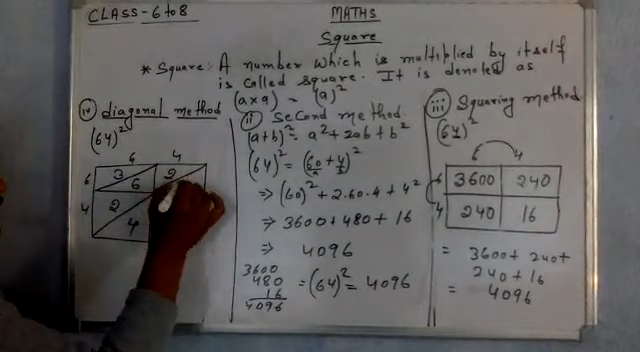 CLASS-6 to 8
MATHS
Square
* Square: A number which is multiplied by itself
is called square. It is denoted as
(a×a) = (a)²
(iv) diagonal method
(64)²
6 4
6 3 6 2
4 2 4
(ii) Second method
(a+b)² = a²+2ab+b²
(64)² = (60+4)²
⇒ (60)² + 2.60.4 + 4²
⇒ 3600+480+16
⇒ 4096
3600
480
16
4096
= (64)² = 4096
(iii) Squaring method
(64)²
6 4
6 3600 240
4 240 16
= 3600+240+
240+16
= 4096